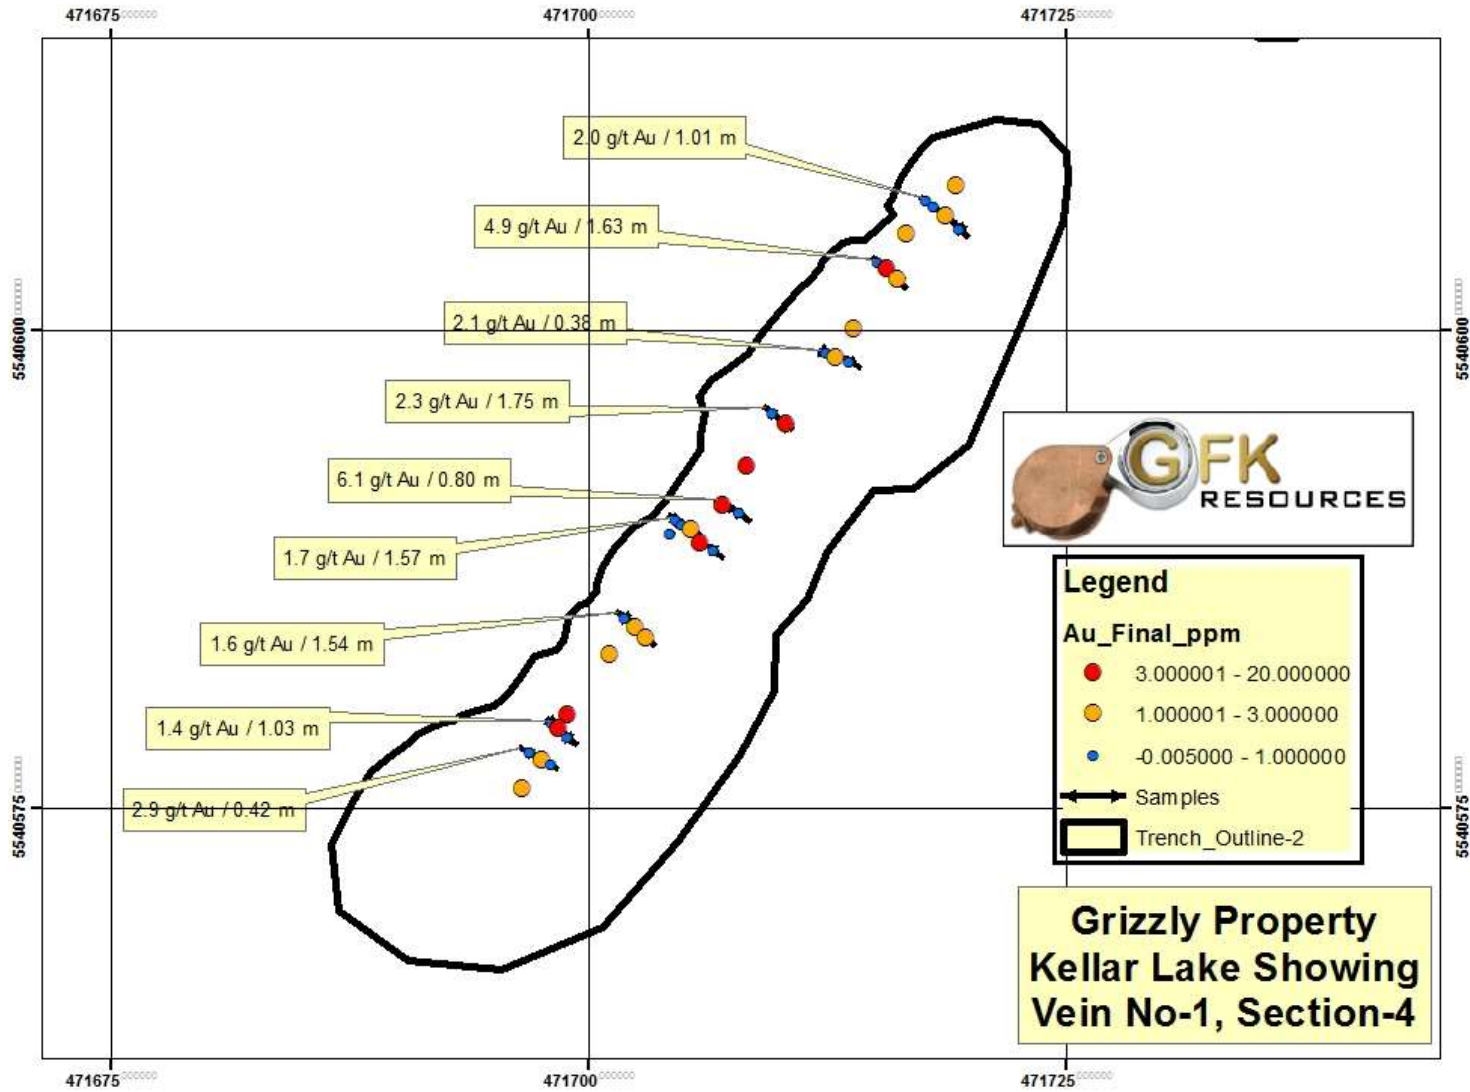 471675
471700
471725
2.0 g/t Au / 1.01 m
4.9 g/t Au / 1.63 m
5540600
2.1 g/t Au / 0.38 m
5540600
2.3 g/t Au / 1.75 m
GFK
RESOURCES
6.1 g/t Au / 0.80 m
1.7 g/t Au / 1.57 m
1.6 g/t Au / 1.54 m
1.4 g/t Au / 1.03 m
2.9 g/t Au / 0.42 m
5540575
5540575
Legend
Au_Final_ppm
3.000001 - 20.000000
1.000001 - 3.000000
-0.005000 - 1.000000
Samples
Trench_Outline-2
Grizzly Property
Kellar Lake Showing
Vein No-1, Section-4
471675
471700
471725